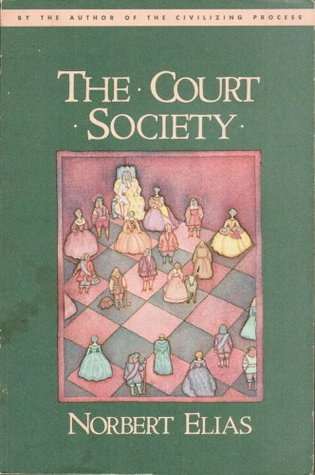 BY THE AUTHOR OF THE CIVILIZING PROCESS
THE · COURT
· SOCIETY ·
NORBERT ELIAS